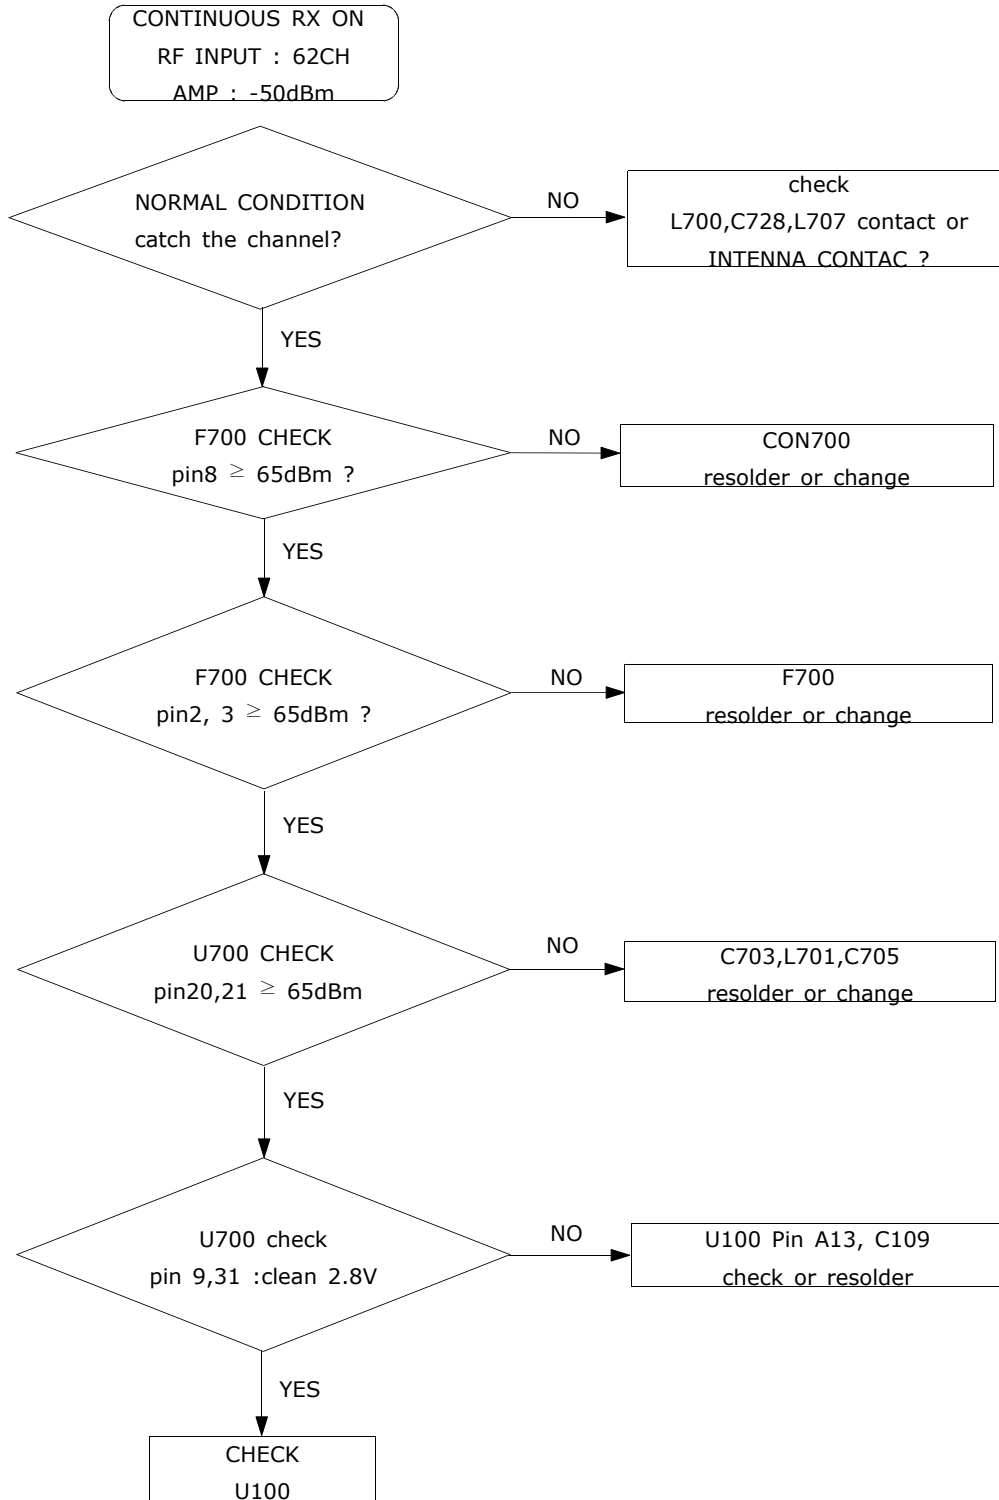 CONTINUOUS RX ON
RF INPUT : 62CH
AMP : -50dBm
NORMAL CONDITION
catch the channel?
NO
check
L700,C728,L707 contact or
INTENNA CONTAC ?
YES
F700 CHECK
pin8 ≥ 65dBm ?
NO
CON700
resolder or change
YES
F700 CHECK
pin2, 3 ≥ 65dBm ?
NO
F700
resolder or change
YES
U700 CHECK
pin20,21 ≥ 65dBm
NO
C703,L701,C705
resolder or change
YES
U700 check
pin 9,31 :clean 2.8V
NO
U100 Pin A13, C109
check or resolder
YES
CHECK
U100